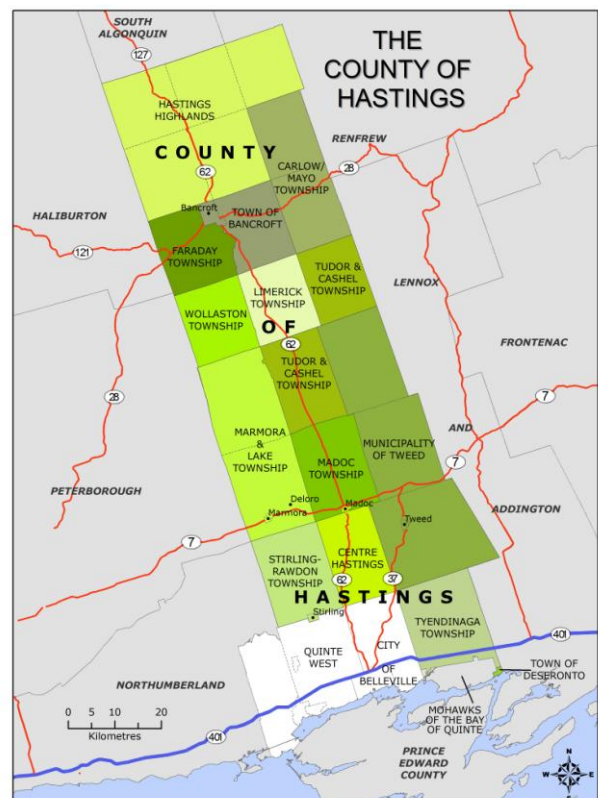 THE
COUNTY OF
HASTINGS
SOUTH
ALGONQUIN
127
HASTINGS
HIGHLANDS
COUNTY
RENFREW
28
62
CARLOW/
MAYO
TOWNSHIP
HALIBURTON
Bancroft
TOWN OF
BANCROFT
121
FARADAY
TOWNSHIP
TUDOR &
CASHEL
TOWNSHIP
LIMERICK
TOWNSHIP
LENNOX
WOLLASTON
TOWNSHIP
OF
62
FRONTENAC
TUDOR &
CASHEL
TOWNSHIP
28
7
MARMORA
&
LAKE
TOWNSHIP
AND
MUNICIPALITY
OF TWEED
MADOC
TOWNSHIP
7
PETERBOROUGH
Deloro
Madoc
ADDINGTON
Marmora
Tweed
7
STIRLING-
RAWDON
TOWNSHIP
CENTRE
HASTINGS
62
37
HASTINGS
Stirling
TYENDINAGA
TOWNSHIP
401
QUINTE
WEST
CITY
OF
BELLEVILLE
TOWN OF
DESERONTO
NORTHUMBERLAND
MOHAWKS
OF THE BAY
OF QUINTE
0 5 10 20
Kilometres
401
PRINCE
EDWARD
COUNTY
N
W E
S